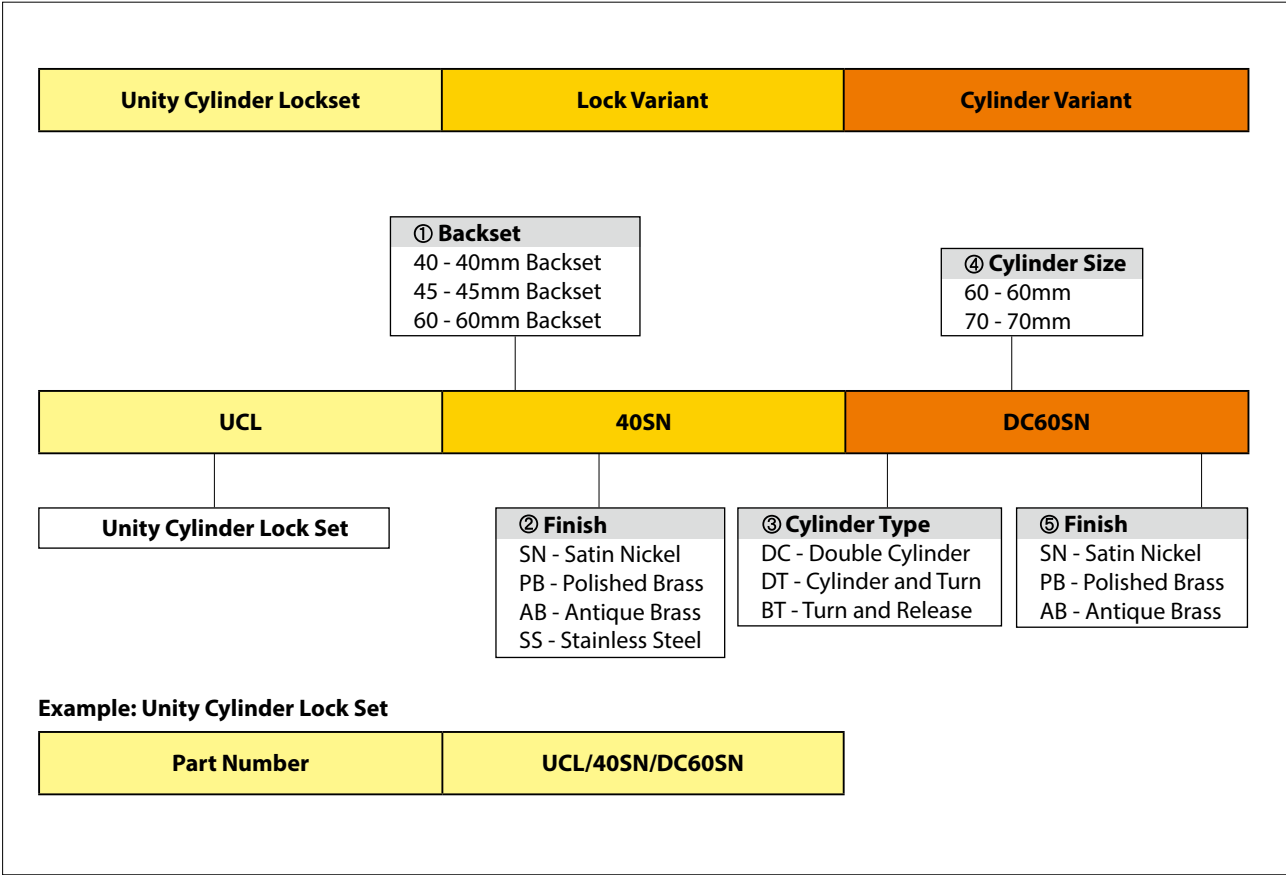 Unity Cylinder Lockset
Lock Variant
Cylinder Variant
① Backset
40 - 40mm Backset
45 - 45mm Backset
60 - 60mm Backset
④ Cylinder Size
60 - 60mm
70 - 70mm
UCL
40SN
DC60SN
Unity Cylinder Lock Set
② Finish
SN - Satin Nickel
PB - Polished Brass
AB - Antique Brass
SS - Stainless Steel
③ Cylinder Type
DC - Double Cylinder
DT - Cylinder and Turn
BT - Turn and Release
⑤ Finish
SN - Satin Nickel
PB - Polished Brass
AB - Antique Brass
Example: Unity Cylinder Lock Set
Part Number
UCL/40SN/DC60SN